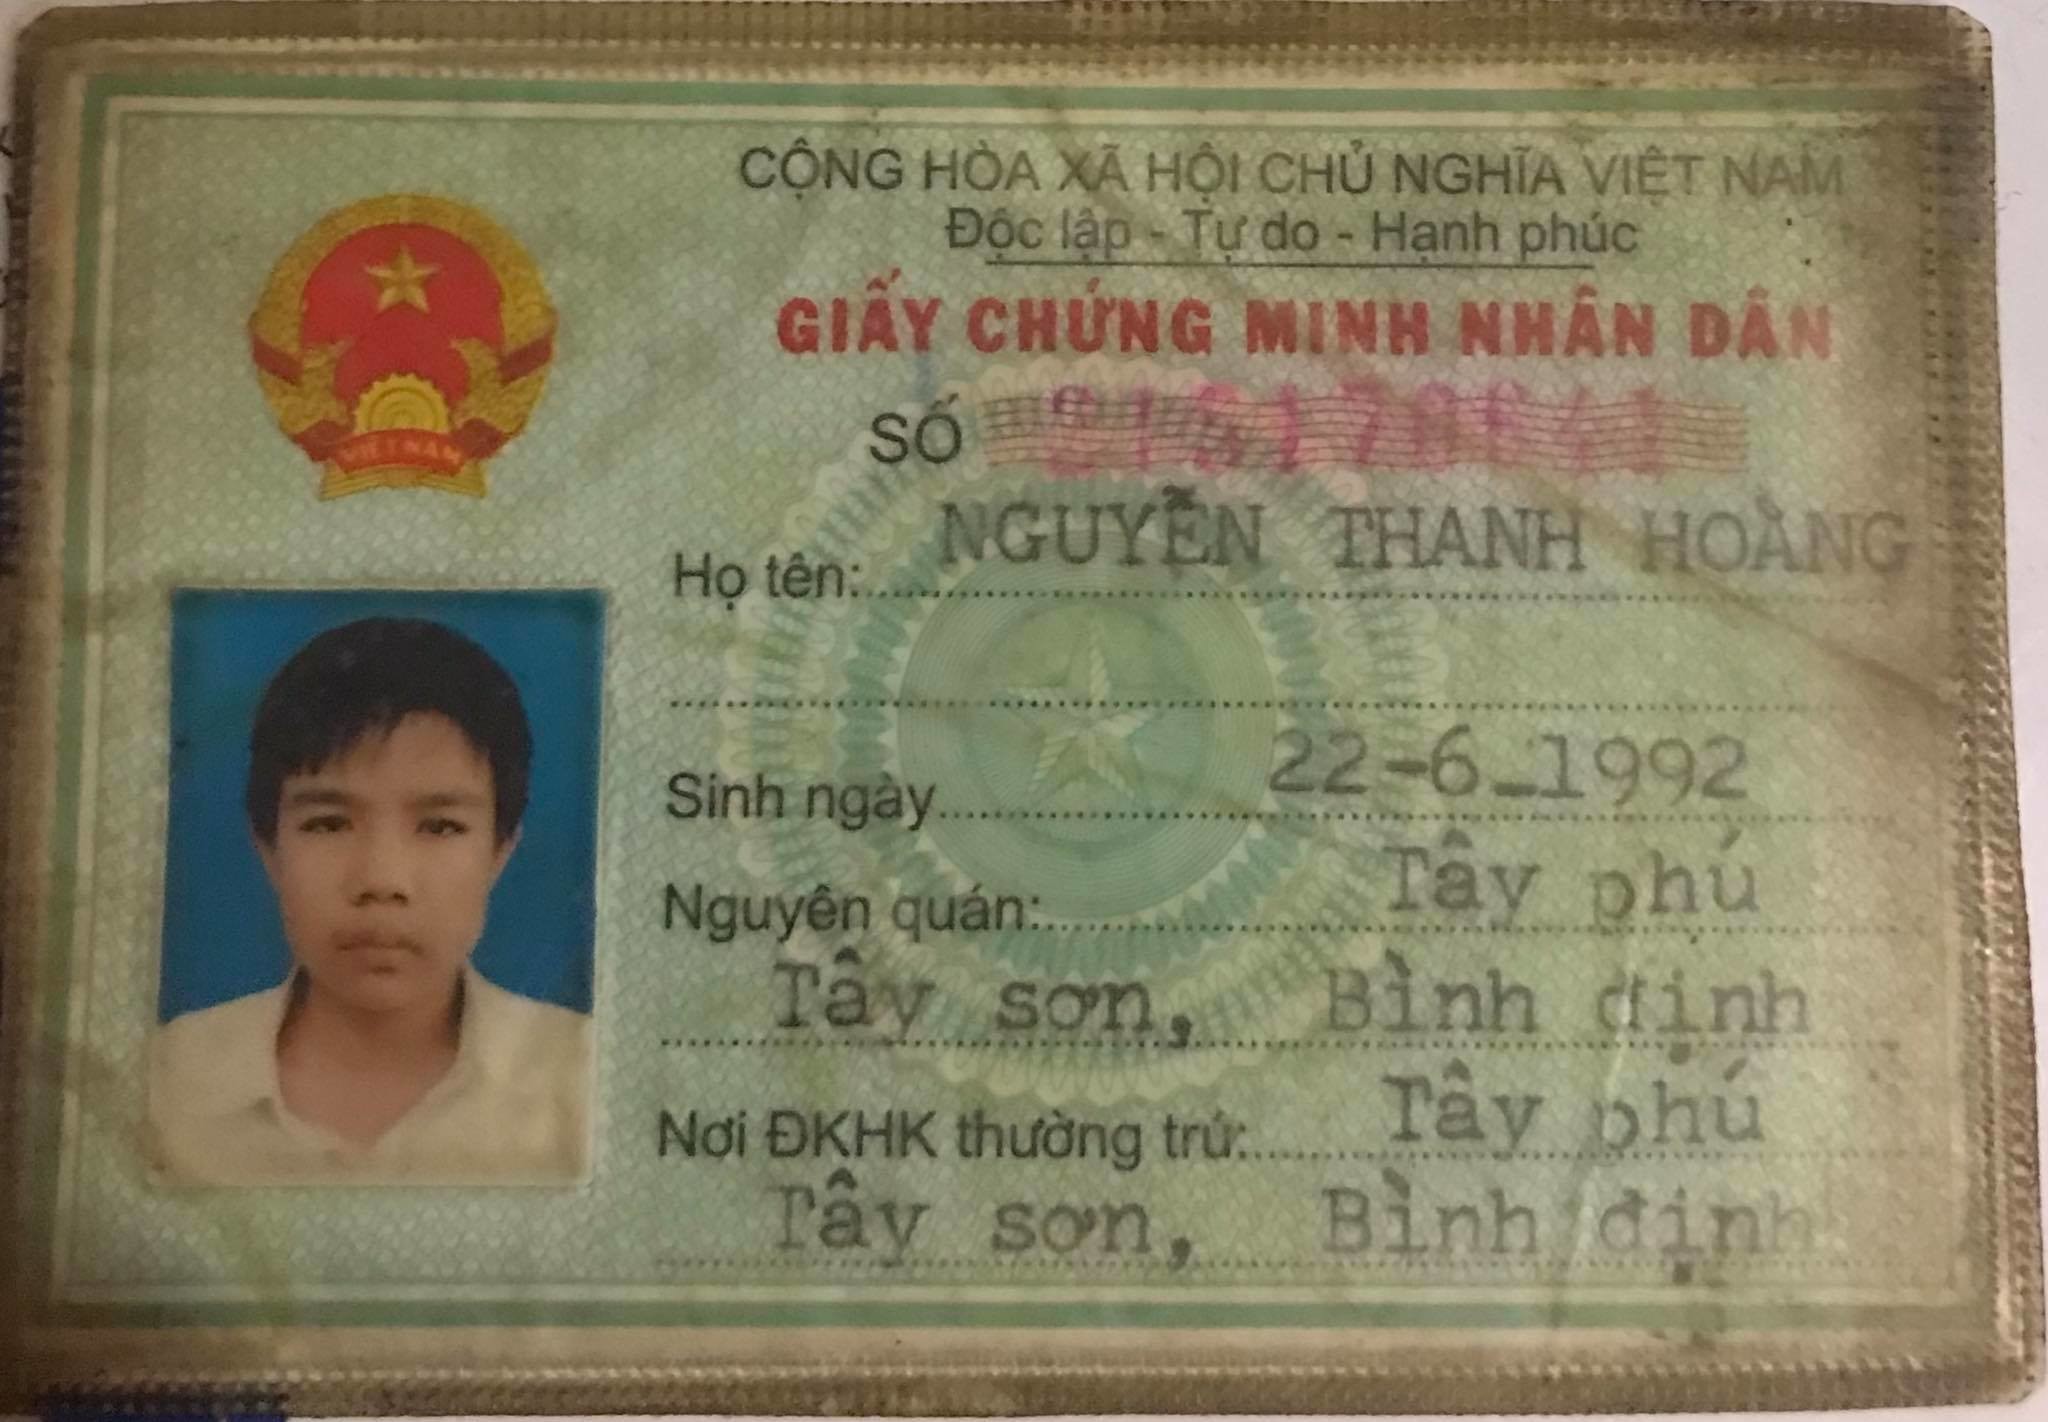 CỘNG HÒA XÃ HỘI CHỦ NGHĨA VIỆT NAM
Độc lập - Tự do - Hạnh phúc
GIẤY CHỨNG MINH NHÂN DÂN
VIỆT NAM
SỐ
Họ tên: NGUYỄN THANH HOÀNG
Sinh ngày 22-6-1992
Nguyên quán: Tây phú
Tây sơn, Bình định
Nơi ĐKHK thường trú: Tây phú
Tây sơn, Bình định